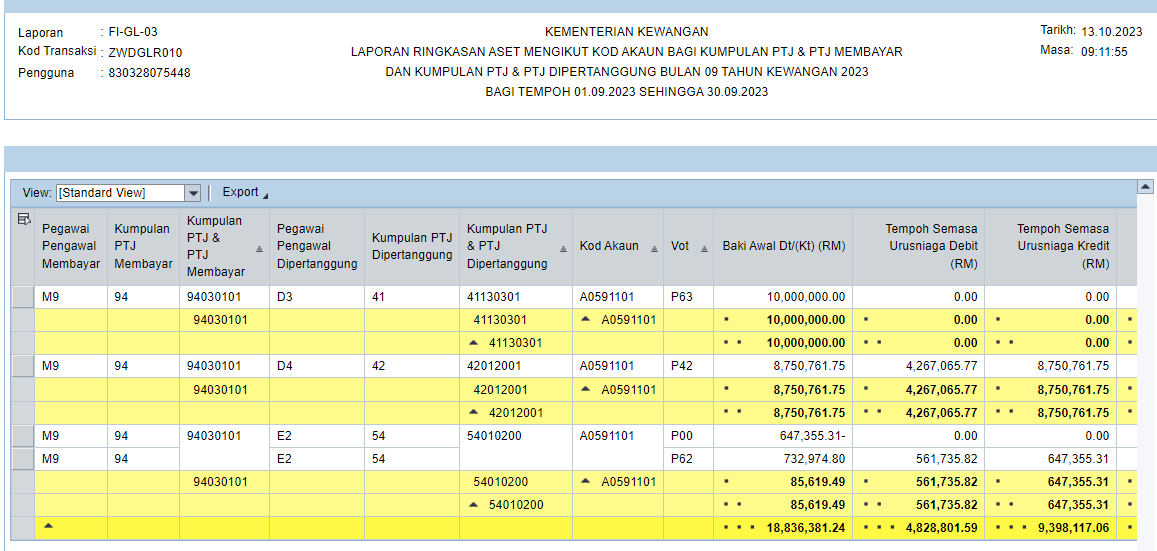 Laporan : FI-GL-03 KEMENTERIAN KEWANGAN Tarikh: 13.10.2023
Kod Transaksi : ZWDGLR010 LAPORAN RINGKASAN ASET MENGIKUT KOD AKAUN BAGI KUMPULAN PTJ & PTJ MEMBAYAR Masa: 09:11:55
Pengguna : 830328075448 DAN KUMPULAN PTJ & PTJ DIPERTANGGUNG BULAN 09 TAHUN KEWANGAN 2023
BAGI TEMPOH 01.09.2023 SEHINGGA 30.09.2023
View: [Standard View] Export
Pegawai Pengawal Membayar
Kumpulan PTJ Membayar
Kumpulan PTJ & PTJ Membayar
Pegawai Pengawal Dipertanggung
Kumpulan PTJ Dipertanggung
Kumpulan PTJ & PTJ Dipertanggung
Kod Akaun
Vot
Baki Awal Dt/(Kt) (RM)
Tempoh Semasa Urusniaga Debit (RM)
Tempoh Semasa Urusniaga Kredit (RM)
M9 94 94030101 D3 41 41130301 A0591101 P63 10,000,000.00 0.00 0.00
94030101 41130301 A0591101 10,000,000.00 0.00 0.00
41130301 10,000,000.00 0.00 0.00
M9 94 94030101 D4 42 42012001 A0591101 P42 8,750,761.75 4,267,065.77 8,750,761.75
94030101 42012001 A0591101 8,750,761.75 4,267,065.77 8,750,761.75
42012001 8,750,761.75 4,267,065.77 8,750,761.75
M9 94 94030101 E2 54 54010200 A0591101 P00 647,355.31- 0.00 0.00
M9 94 E2 54 P62 732,974.80 561,735.82 647,355.31
94030101 54010200 A0591101 85,619.49 561,735.82 647,355.31
54010200 85,619.49 561,735.82 647,355.31
18,836,381.24 4,828,801.59 9,398,117.06